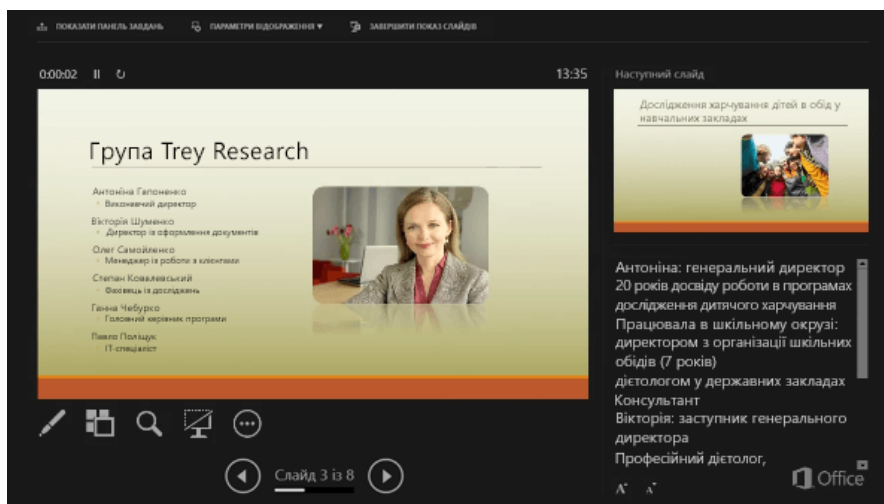 ПОКАЗАТИ ПАНЕЛЬ ЗАВДАНЬ
ПАРАМЕТРИ ВІДОБРАЖЕННЯ ▼
ЗАВЕРШИТИ ПОКАЗ СЛАЙДІВ
0:00:02
13:35
Група Trey Research
Антоніна Гапоненко
Виконавчий директор
Вікторія Шуменко
Директор із оформлення документів
Олег Самойленко
Менеджер із роботи з клієнтами
Степан Ковалевський
Фахівець із досліджень
Ганна Чебурко
Головний керівник програми
Павло Поліщук
ІТ-спеціаліст
Слайд 3 із 8
Наступний слайд
Дослідження харчування дітей в обід у
навчальних закладах
Антоніна: генеральний директор
20 років досвіду роботи в програмах
дослідження дитячого харчування
Працювала в шкільному окрузі:
директором з організації шкільних
обідів (7 років)
дієтологом у державних закладах
Консультант
Вікторія: заступник генерального
директора
Професійний дієтолог,
A A
Office